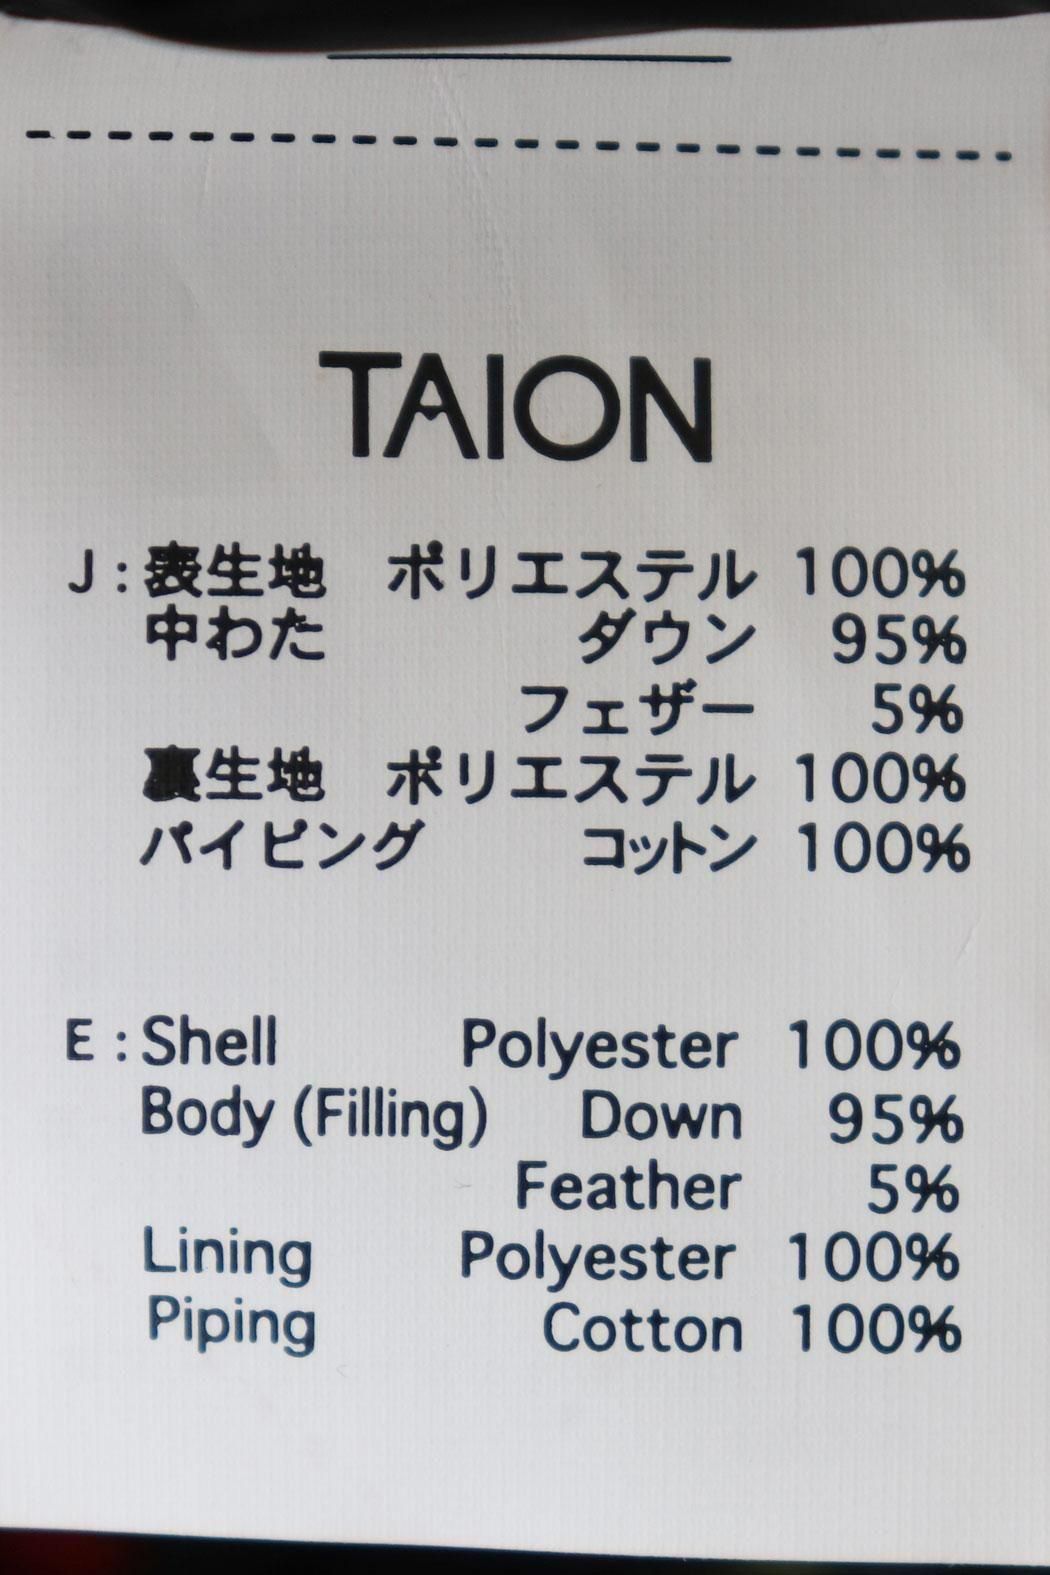 TAION
J:表生地 ポリエステル 100%
中わた ダウン 95%
フェザー 5%
裏生地 ポリエステル 100%
パイピング コットン 100%
E:Shell Polyester 100%
Body (Filling) Down 95%
Feather 5%
Lining Polyester 100%
Piping Cotton 100%